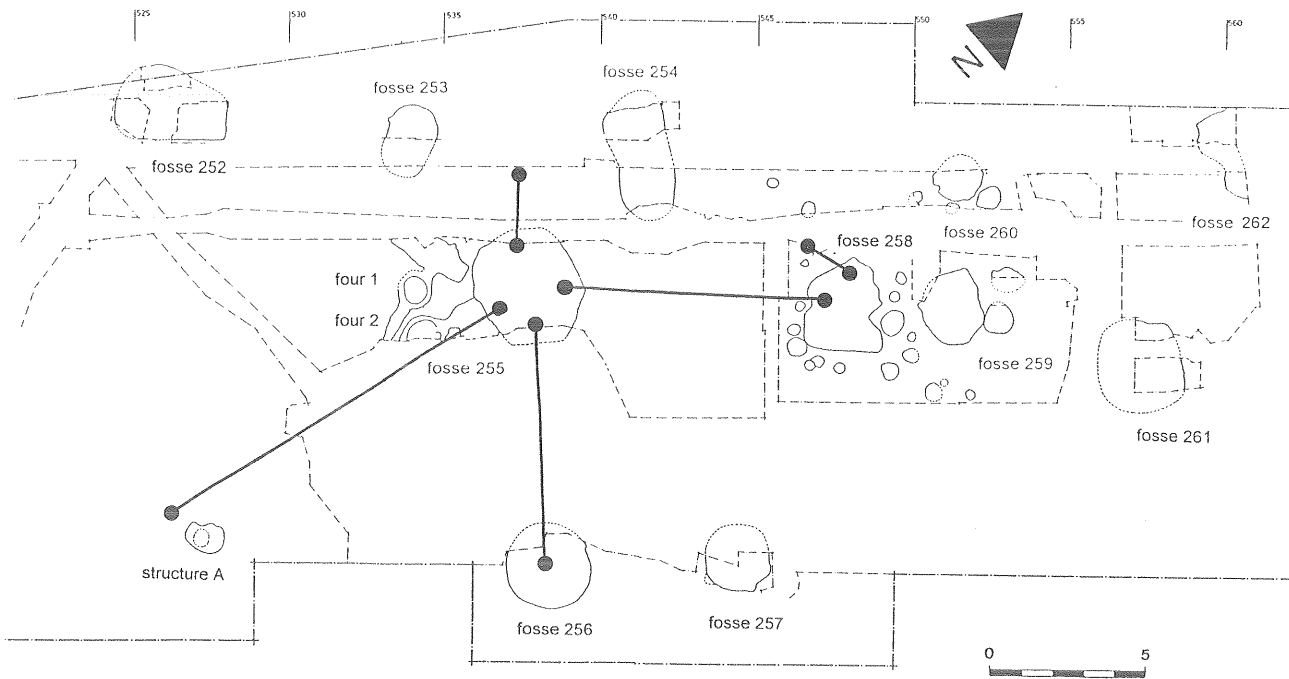 525 530 535 540 545 550 555 560
N
fosse 254
fosse 253
fosse 252
fosse 262
fosse 260
fosse 258
four 1
four 2
fosse 255
fosse 259
fosse 261
structure A
fosse 256
fosse 257
0 5